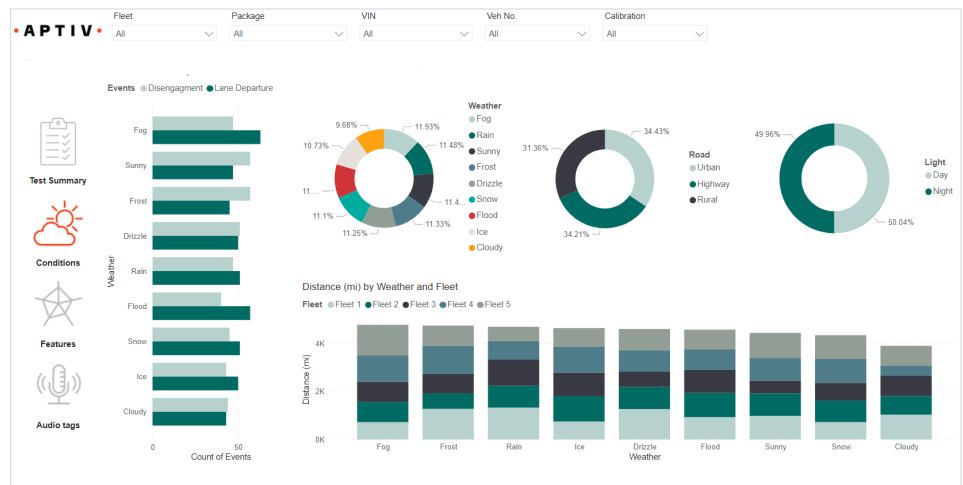 Fleet Package VIN Veh No. Calibration
• A P T I V •
All All All All All
Events Disengagment Lane Departure
Fog
Sunny
Frost
Drizzle
Rain
Flood
Snow
Ice
Cloudy
Weather
0 50
Count of Events
Test Summary
Conditions
Features
Audio tags
9.68%
11.93%
10.73%
11.48%
11....
11.4...
11.1%
11.33%
11.25%
Weather
Fog
Rain
Sunny
Frost
Drizzle
Snow
Flood
Ice
Cloudy
31.36%
34.43%
34.21%
Road
Urban
Highway
Rural
49.96%
50.04%
Light
Day
Night
Distance (mi) by Weather and Fleet
Fleet Fleet 1 Fleet 2 Fleet 3 Fleet 4 Fleet 5
4K
2K
0K
Distance (mi)
Fog Frost Rain Ice Drizzle Flood Sunny Snow Cloudy
Weather